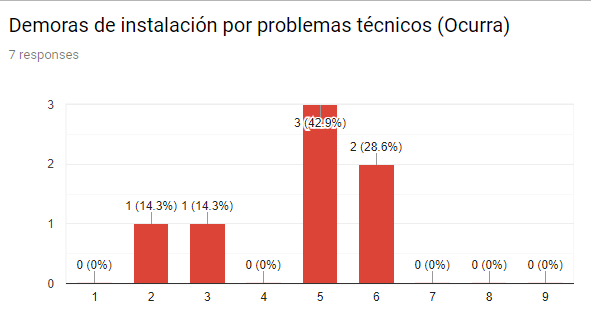 Demoras de instalación por problemas técnicos (Ocurra)
7 responses
3
3 (42.9%)
2 (28.6%)
2
1 (14.3%) 1 (14.3%)
1
0 (0%) 0 (0%) 0 (0%) 0 (0%) 0 (0%)
0
1 2 3 4 5 6 7 8 9